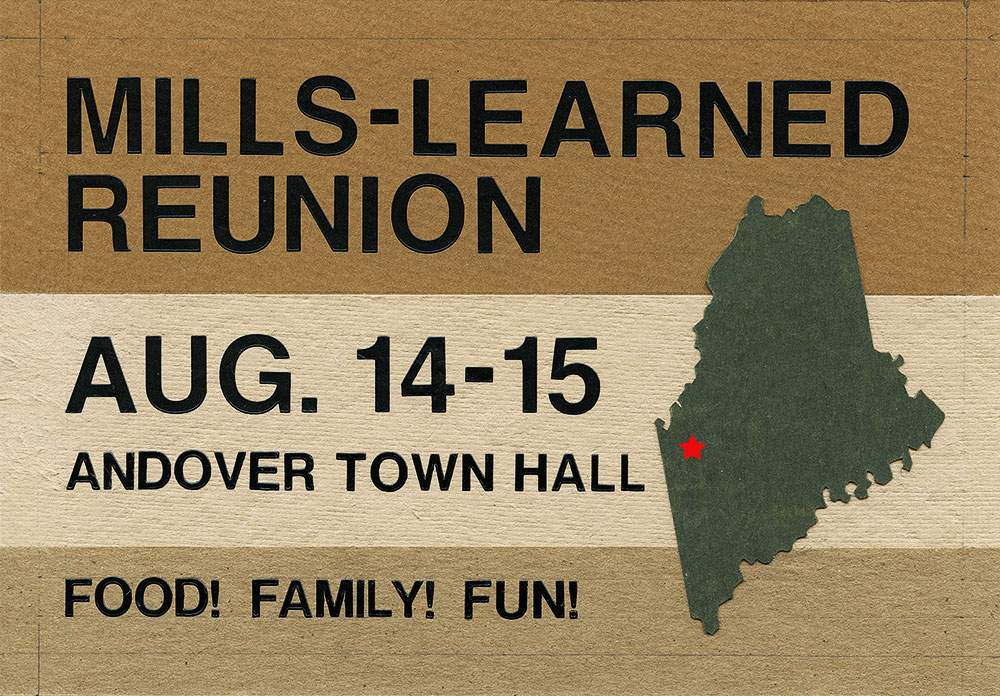 MILLS-LEARNED
REUNION
AUG. 14-15
ANDOVER TOWN HALL
FOOD! FAMILY! FUN!